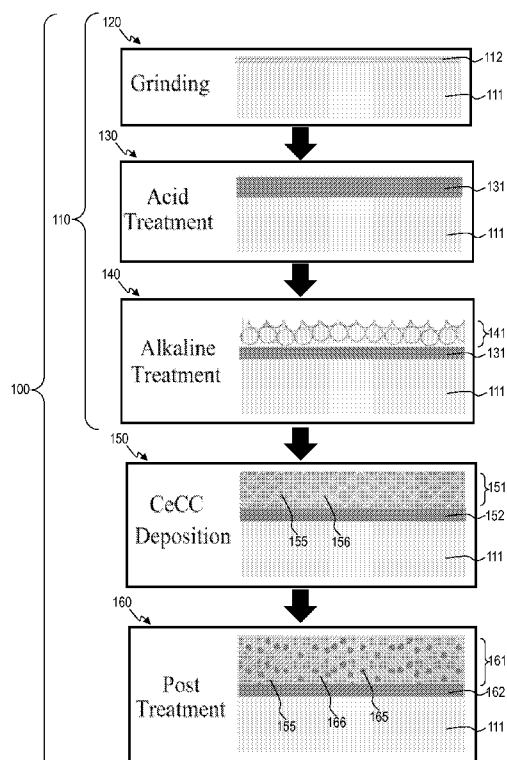 120
112
Grinding
111
130
131
Acid
Treatment
111
110
140
141
Alkaline
131
Treatment
111
100
150
151
CeCC
Deposition
155
156
152
111
160
161
Post
Treatment
155
166
165
162
111